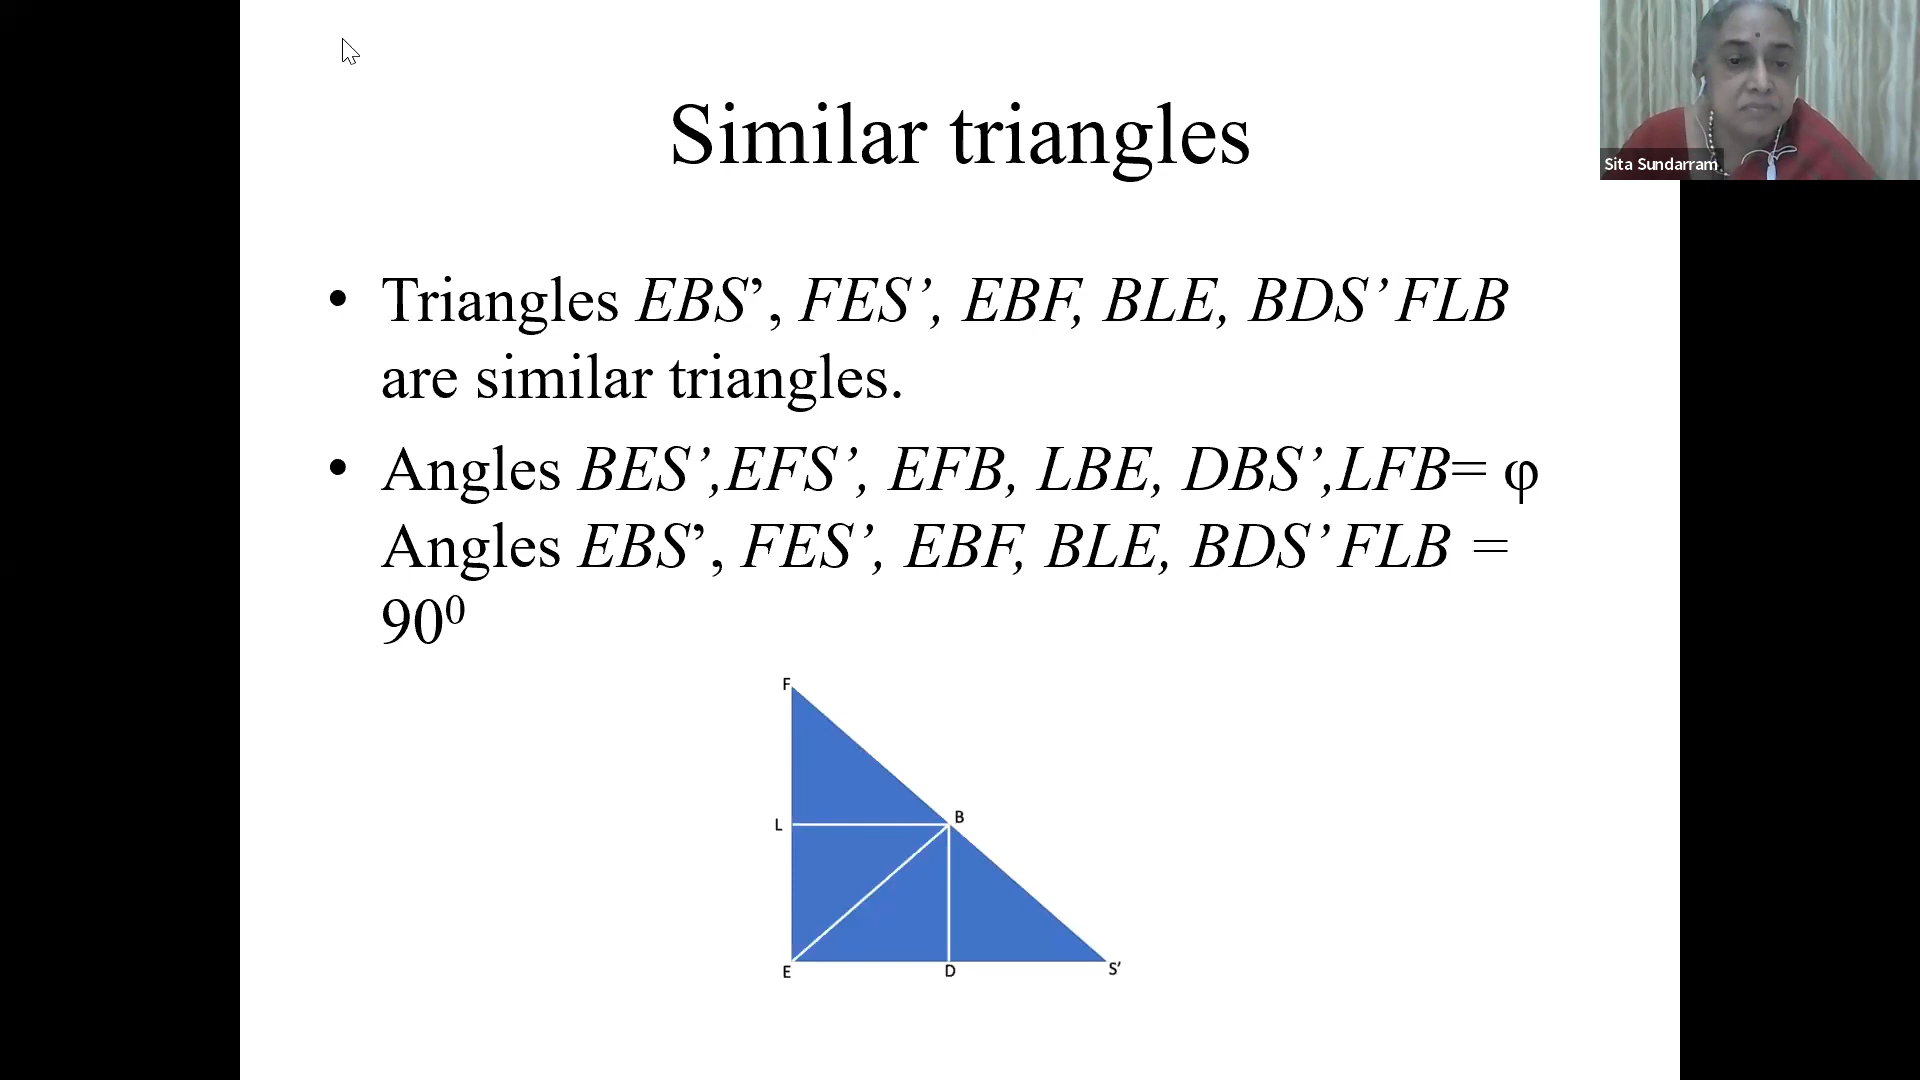 Similar triangles
Sita Sundarram
• Triangles EBS’, FES’, EBF, BLE, BDS’ FLB
are similar triangles.
• Angles BES’,EFS’, EFB, LBE, DBS’,LFB= φ
Angles EBS’, FES’, EBF, BLE, BDS’ FLB =
90⁰
F
L
B
E
D
S’